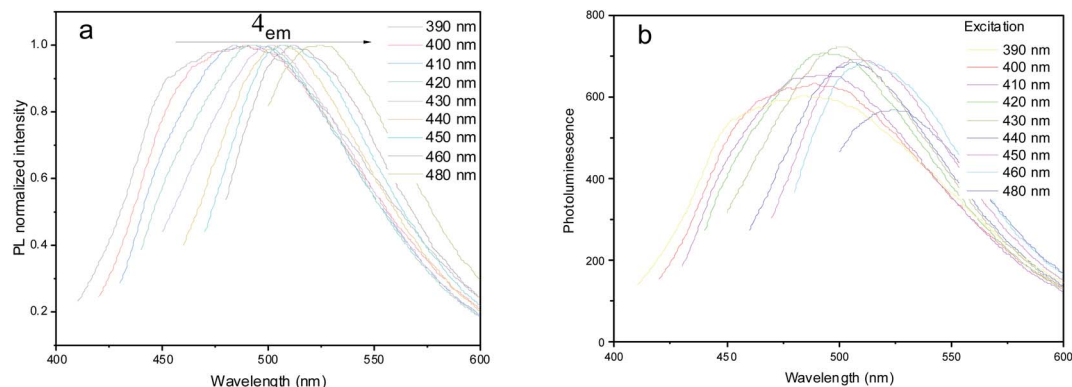 a
4em
390 nm
400 nm
410 nm
420 nm
430 nm
440 nm
450 nm
460 nm
480 nm
PL normalized intensity
1.0
0.8
0.6
0.4
0.2
400
450
500
550
600
Wavelength (nm)
b
Excitation
390 nm
400 nm
410 nm
420 nm
430 nm
440 nm
450 nm
460 nm
480 nm
Photoluminescence
800
600
400
200
0
400
450
500
550
600
Wavelength (nm)